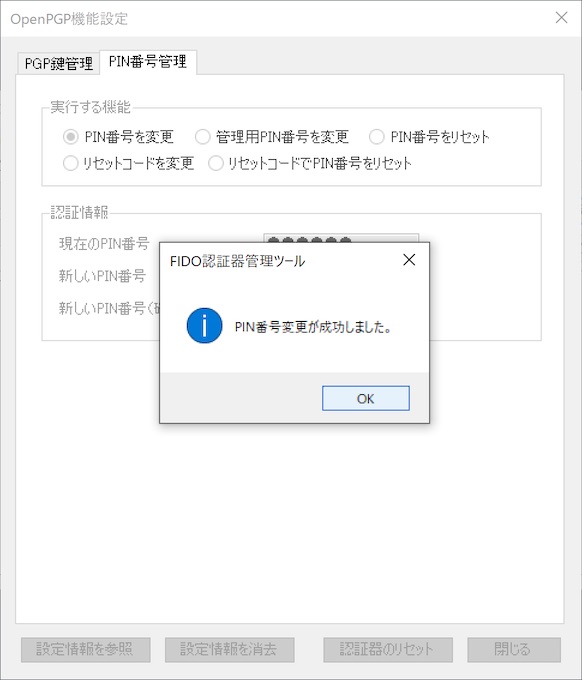 OpenPGP機能設定
PGP鍵管理 PIN番号管理
実行する機能
PIN番号を変更 管理用PIN番号を変更 PIN番号をリセット
リセットコードを変更 リセットコードでPIN番号をリセット
認証情報
現在のPIN番号
新しいPIN番号
新しいPIN番号(
FIDO認証器管理ツール
PIN番号変更が成功しました。
OK
設定情報を参照 設定情報を消去 認証器のリセット 閉じる